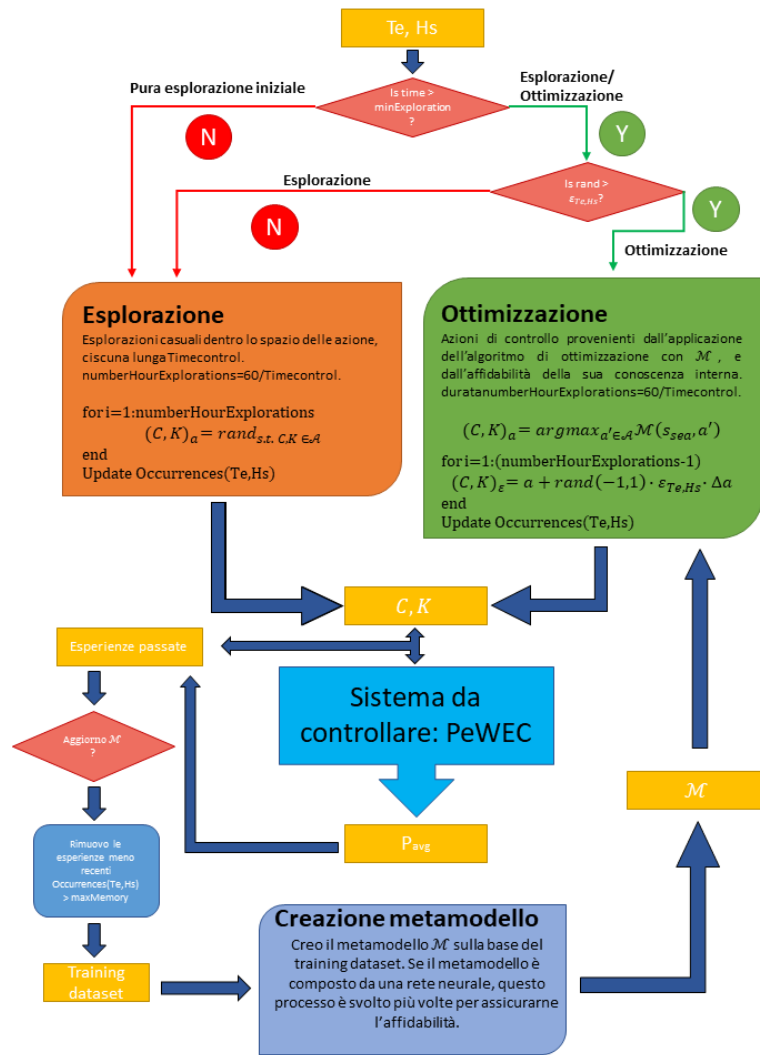 Te, Hs
Is time >
minExploration
?
Pura esplorazione iniziale
Esplorazione/
Ottimizzazione
N
Y
Is rand >
ε_{Te,Hs}?
Esplorazione
N
Y
Ottimizzazione
Esplorazione
Esplorazioni casuali dentro lo spazio delle azione,
ciscuna lunga Timecontrol.
numberHourExplorations=60/Timecontrol.
for i=1:numberHourExplorations
(C, K)_a = rand_{s.t. C,K ∈ 𝒜}
end
Update Occurrences(Te,Hs)
Ottimizzazione
Azioni di controllo provenienti dall'applicazione
dell'algoritmo di ottimizzazione con ℳ, e
dall'affidabilità della sua conoscenza interna.
duratanumberHourExplorations=60/Timecontrol.
(C, K)_a = argmax_{a'∈𝒜} ℳ(s_{sea}, a')
for i=1:(numberHourExplorations-1)
(C, K)_ε = a + rand(−1,1) · ε_{Te,Hs} · Δa
end
Update Occurrences(Te,Hs)
C, K
Esperienze passate
Sistema da
controllare: PeWEC
Aggiorno ℳ
?
ℳ
P_{avg}
Rimuovo le
esperienze meno
recenti
Occurrences(Te,Hs)
> maxMemory
Creazione metamodello
Creo il metamodello ℳ sulla base del
training dataset. Se il metamodello è
composto da una rete neurale, questo
processo è svolto più volte per assicurarne
l'affidabilità.
Training
dataset